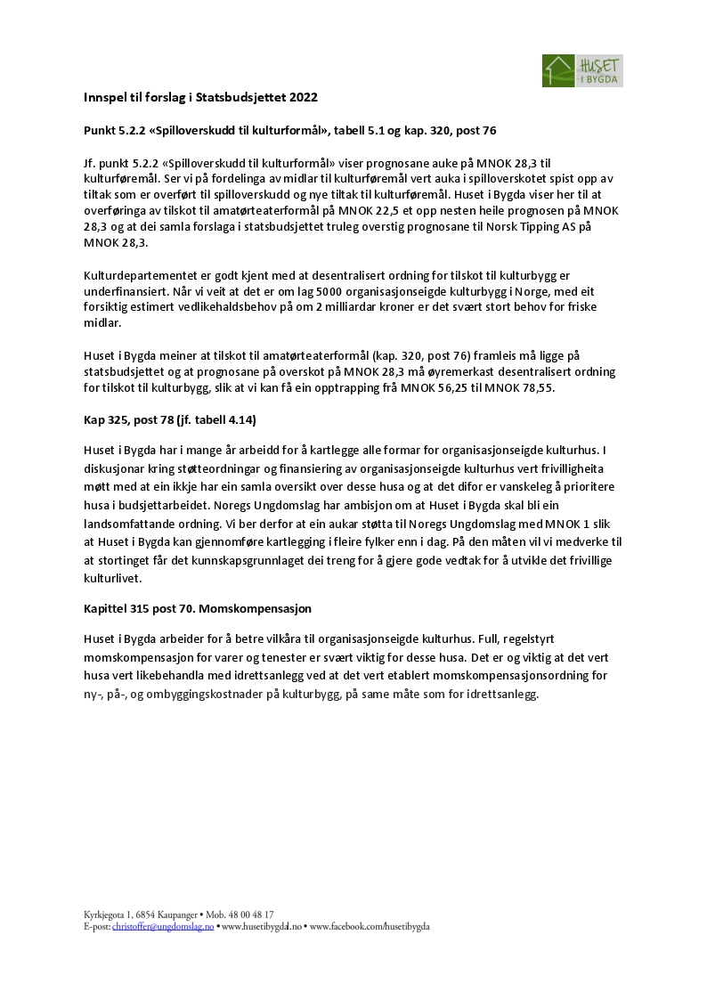 HUSET
I BYGDA
Innspel til forslag i Statsbudsjettet 2022
Punkt 5.2.2 «Spilloverskudd til kulturformål», tabell 5.1 og kap. 320, post 76
Jf. punkt 5.2.2 «Spilloverskudd til kulturformål» viser prognosane auke på MNOK 28,3 til
kulturføremål. Ser vi på fordelinga av midlar til kulturføremål vert auka i spilloverskotet spist opp av
tiltak som er overført til spilloverskudd og nye tiltak til kulturføremål. Huset i Bygda viser her til at
overføringa av tilskot til amatørteaterformål på MNOK 22,5 et opp nesten heile prognosen på MNOK
28,3 og at dei samla forslaga i statsbudsjettet truleg overstig prognosane til Norsk Tipping AS på
MNOK 28,3.
Kulturdepartementet er godt kjent med at desentralisert ordning for tilskot til kulturbygg er
underfinansiert. Når vi veit at det er om lag 5000 organisasjonseigde kulturbygg i Norge, med eit
forsiktig estimert vedlikehaldsbehov på om 2 milliardar kroner er det svært stort behov for friske
midlar.
Huset i Bygda meiner at tilskot til amatørteaterformål (kap. 320, post 76) framleis må ligge på
statsbudsjettet og at prognosane på overskot på MNOK 28,3 må øyremerkast desentralisert ordning
for tilskot til kulturbygg, slik at vi kan få ein opptrapping frå MNOK 56,25 til MNOK 78,55.
Kap 325, post 78 (jf. tabell 4.14)
Huset i Bygda har i mange år arbeidd for å kartlegge alle formar for organisasjonseigde kulturhus. I
diskusjonar kring støtteordningar og finansiering av organisasjonseigde kulturhus vert frivilligheita
møtt med at ein ikkje har ein samla oversikt over desse husa og at det difor er vanskeleg å prioritere
husa i budsjettarbeidet. Noregs Ungdomslag har ambisjon om at Huset i Bygda skal bli ein
landsomfattande ordning. Vi ber derfor at ein aukar støtta til Noregs Ungdomslag med MNOK 1 slik
at Huset i Bygda kan gjennomføre kartlegging i fleire fylker enn i dag. På den måten vil vi medverke til
at stortinget får det kunnskapsgrunnlaget dei treng for å gjere gode vedtak for å utvikle det frivillige
kulturlivet.
Kapittel 315 post 70. Momskompensasjon
Huset i Bygda arbeider for å betre vilkåra til organisasjonseigde kulturhus. Full, regelstyrt
momskompensasjon for varer og tenester er svært viktig for desse husa. Det er og viktig at det vert
husa vert likebehandla med idrettsanlegg ved at det vert etablert momskompensasjonsordning for
ny-, på-, og ombyggingskostnader på kulturbygg, på same måte som for idrettsanlegg.
Kyrkjegota 1, 6854 Kaupanger • Mob. 48 00 48 17
E-post: christoffer@ungdomslag.no • www.husetibygdal.no • www.facebook.com/husetibygda